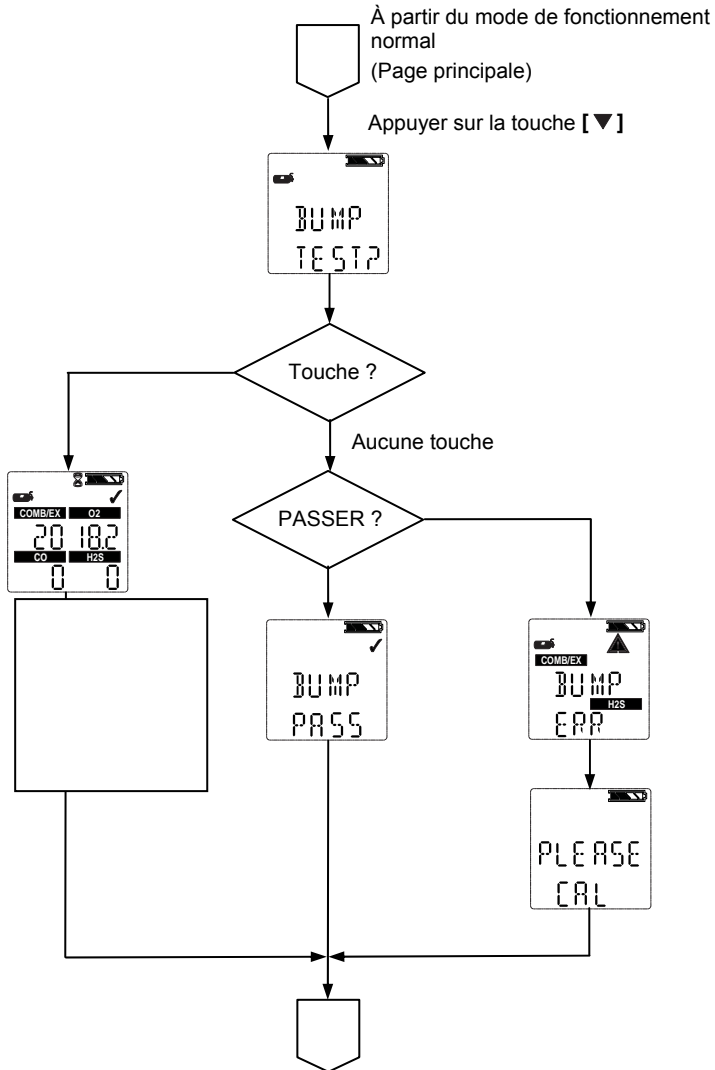 À partir du mode de fonctionnement
normal
(Page principale)
Appuyer sur la touche [▼]
BUMP
TEST?
Touche ?
Aucune touche
COMB/EX O2
20 18.2
CO H2S
0 0
PASSER ?
BUMP
PASS
COMB/EX
BUMP
H2S
ERR
PLEASE
CAL